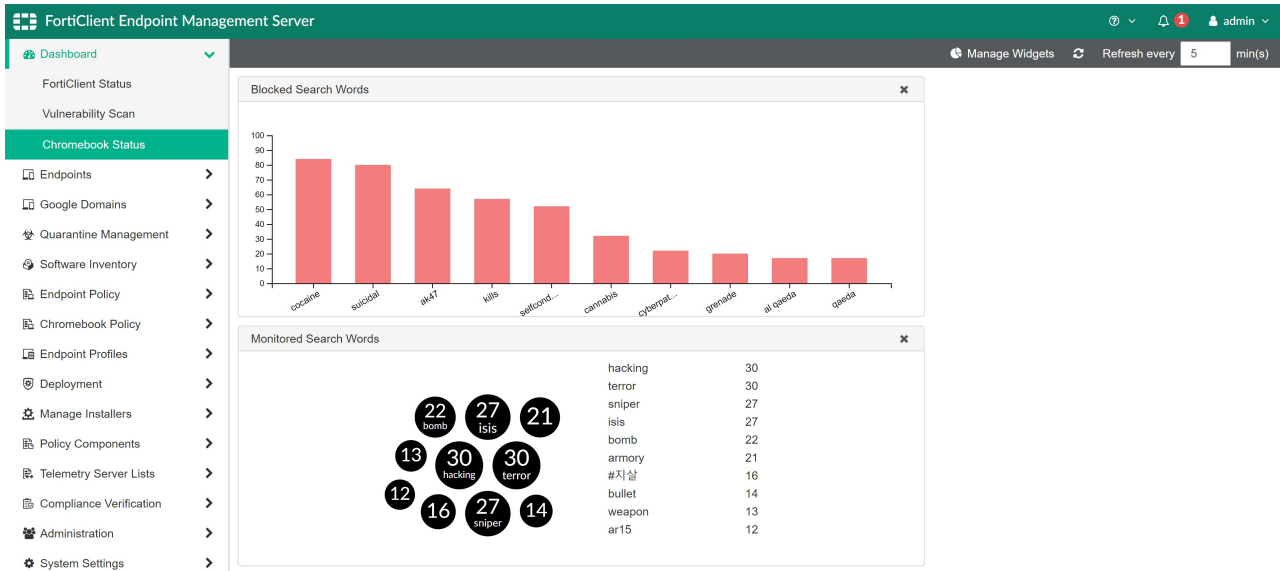 FortiClient Endpoint Management Server
1
admin
Dashboard
Manage Widgets
Refresh every 5 min(s)
FortiClient Status
Vulnerability Scan
Chromebook Status
Endpoints
Google Domains
Quarantine Management
Software Inventory
Endpoint Policy
Chromebook Policy
Endpoint Profiles
Deployment
Manage Installers
Policy Components
Telemetry Server Lists
Compliance Verification
Administration
System Settings
Blocked Search Words
100
90
80
70
60
50
40
30
20
10
0
cocaine
suicidal
ak47
kills
selfcond...
cannabis
cyberpat...
grenade
al qaeda
qaeda
Monitored Search Words
22
bomb
27
isis
21
13
30
hacking
30
terror
12
16
27
sniper
14
hacking 30
terror 30
sniper 27
isis 27
bomb 22
armory 21
#지살 16
bullet 14
weapon 13
ar15 12